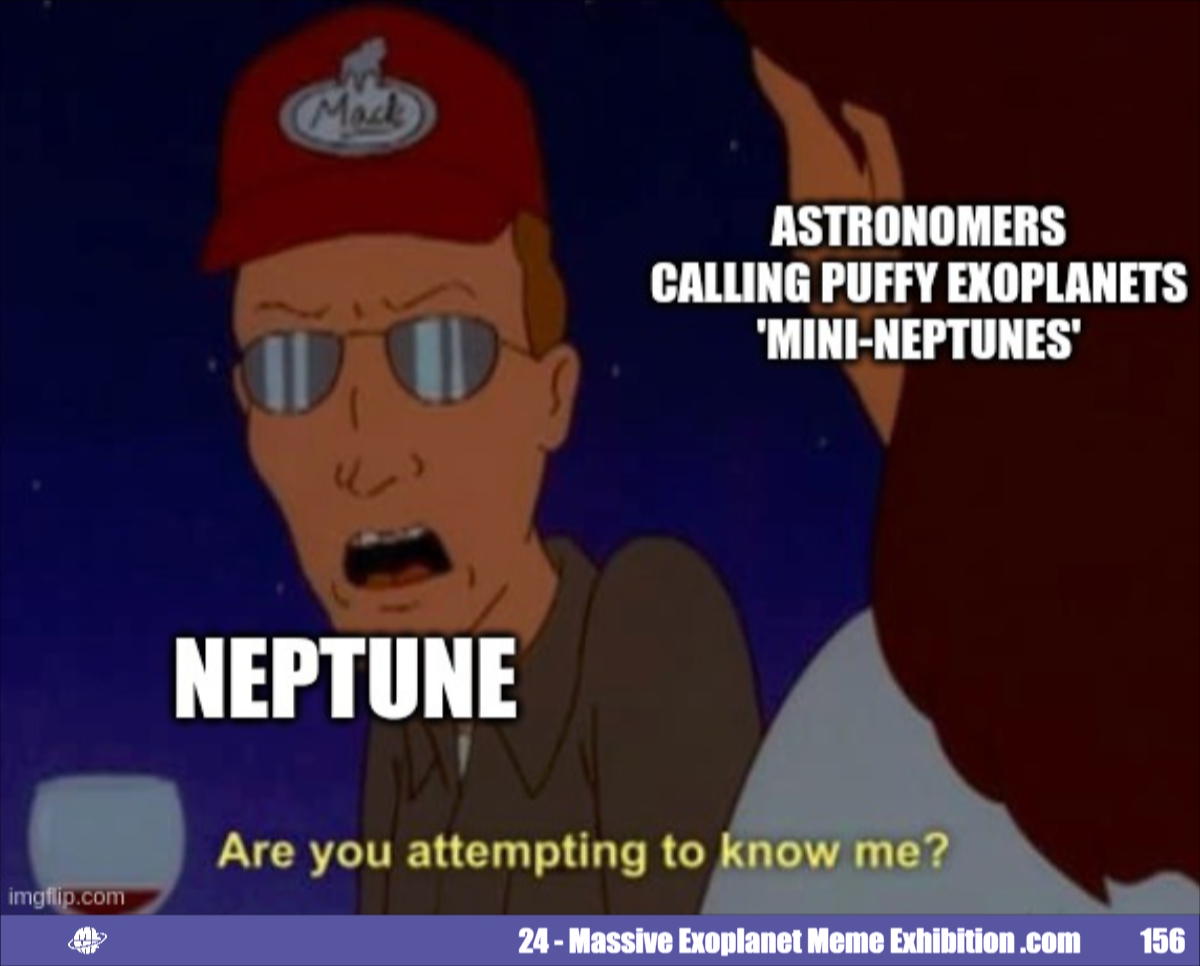 Mack
ASTRONOMERS
CALLING PUFFY EXOPLANETS
'MINI-NEPTUNES'
NEPTUNE
Are you attempting to know me?
imgflip.com
24 - Massive Exoplanet Meme Exhibition .com 156